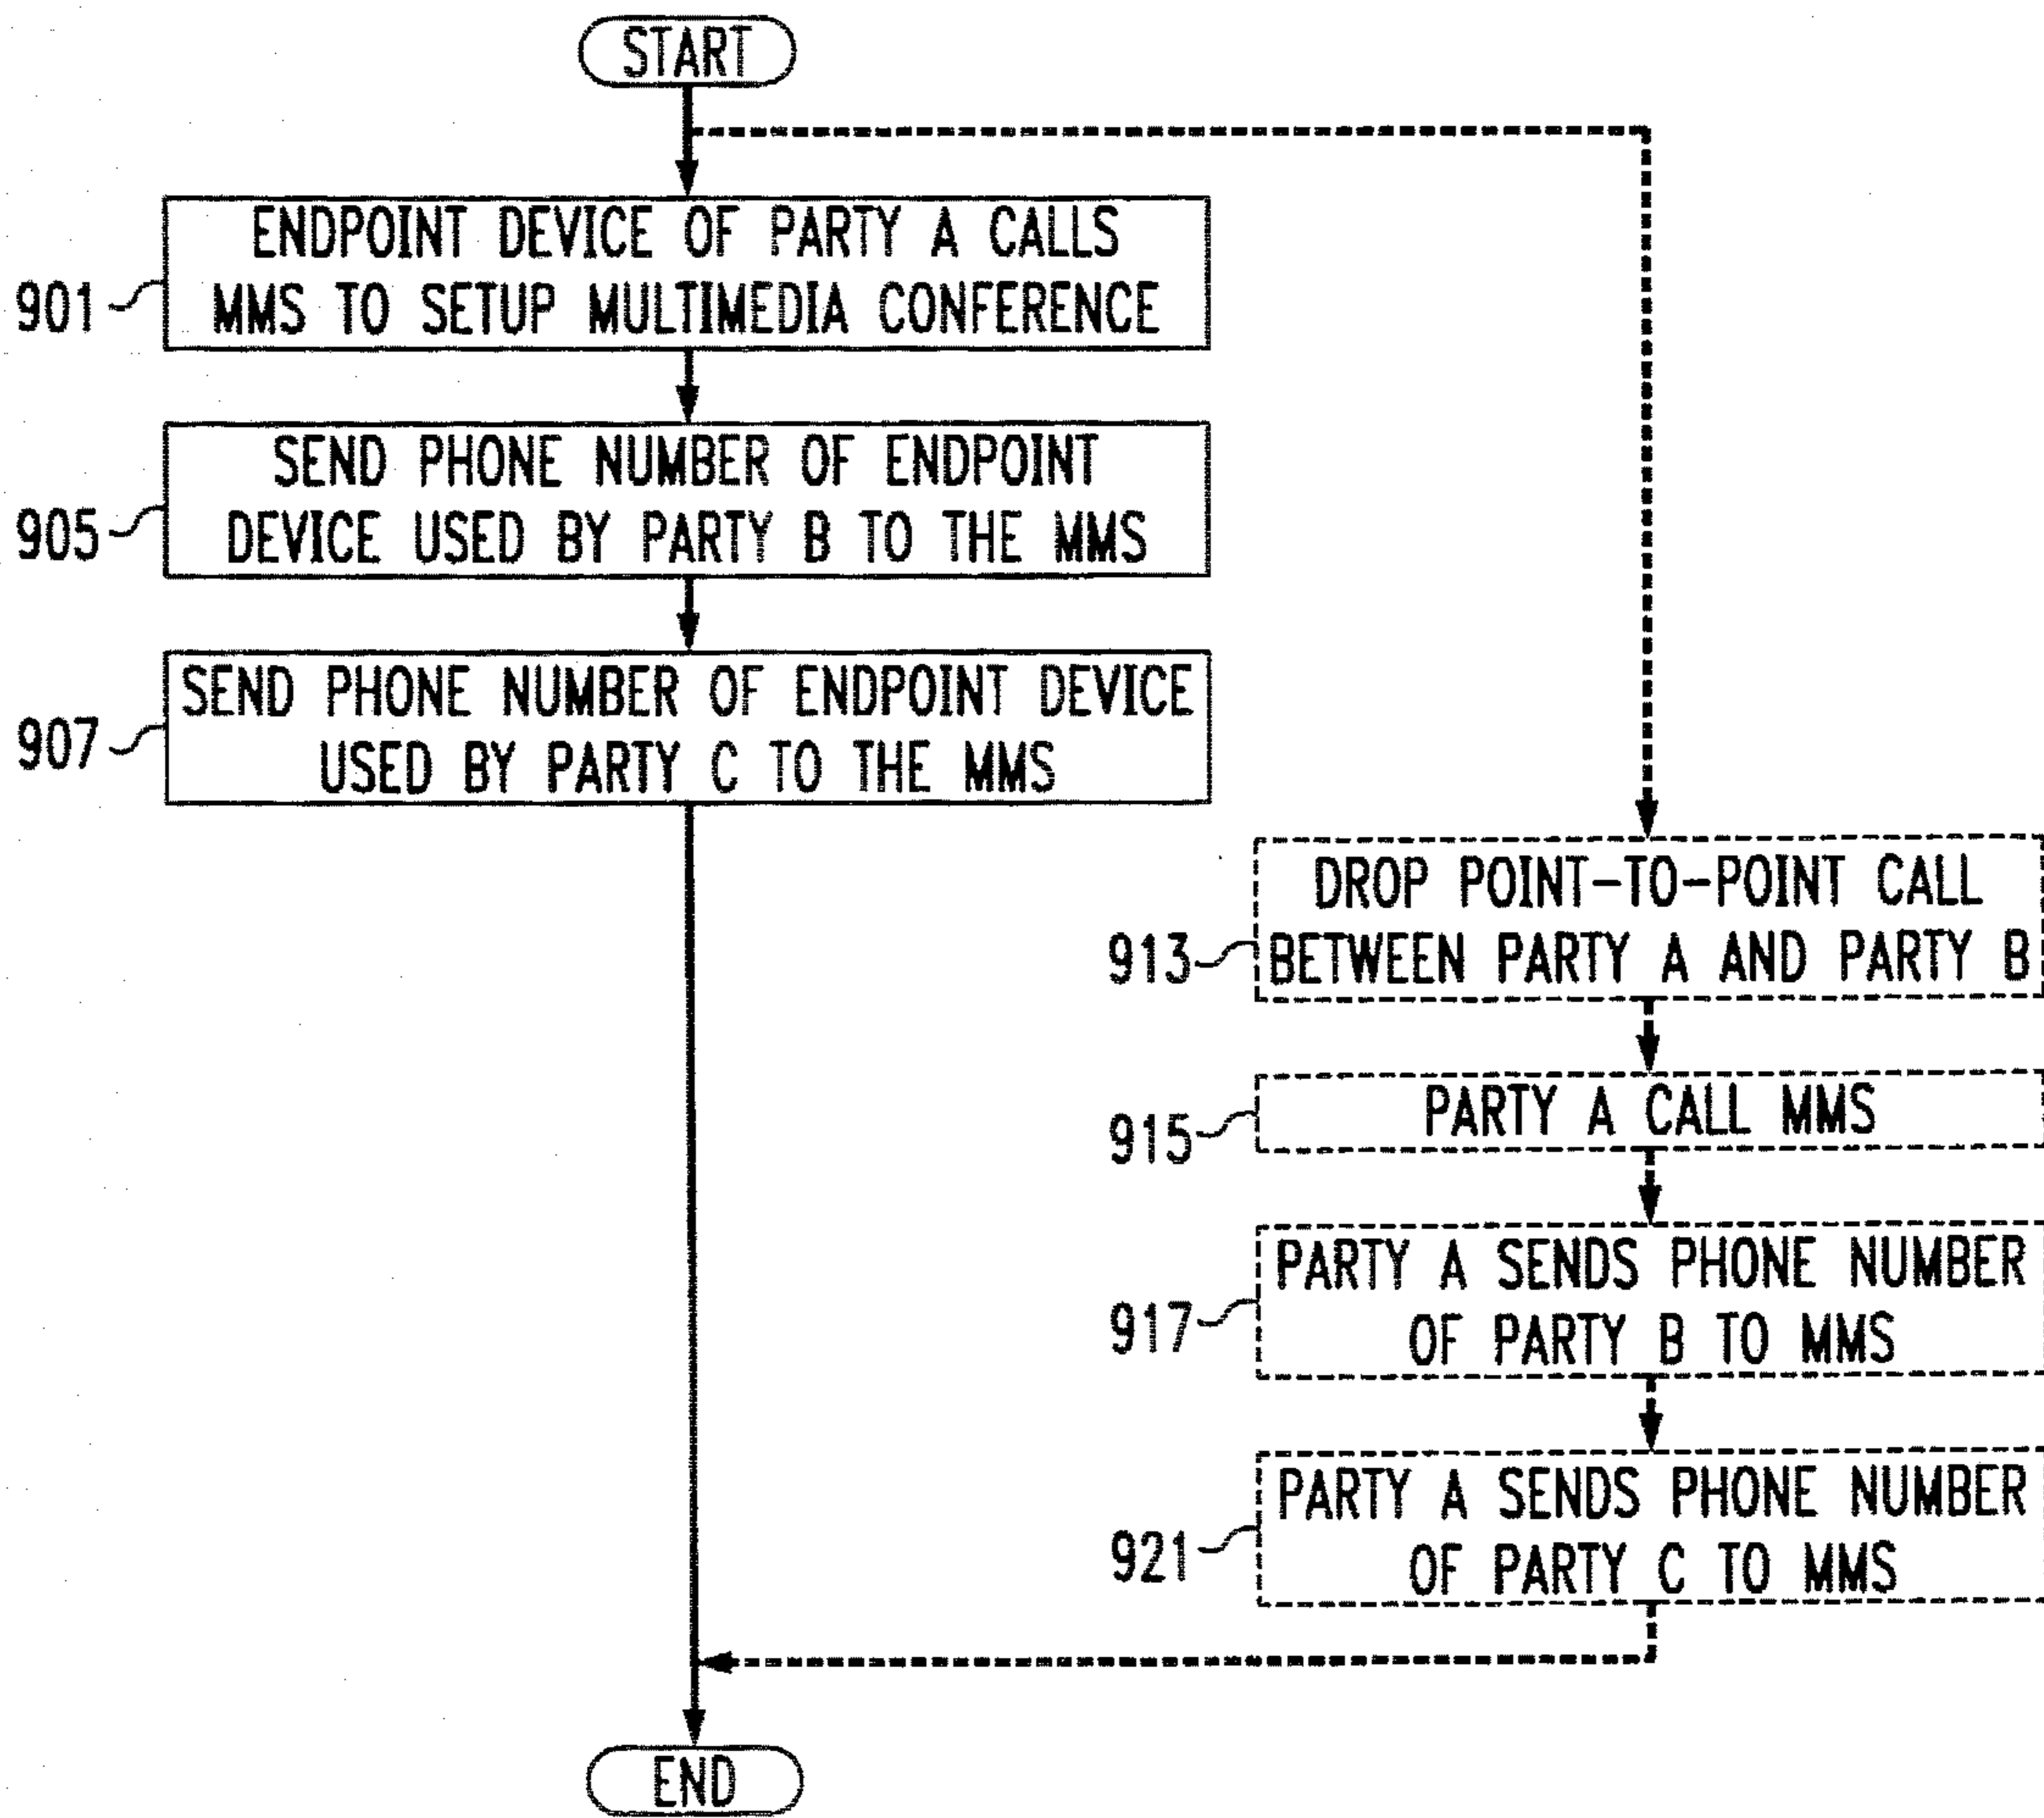 START
ENDPOINT DEVICE OF PARTY A CALLS
MMS TO SETUP MULTIMEDIA CONFERENCE
901
SEND PHONE NUMBER OF ENDPOINT
DEVICE USED BY PARTY B TO THE MMS
905
SEND PHONE NUMBER OF ENDPOINT DEVICE
USED BY PARTY C TO THE MMS
907
DROP POINT-TO-POINT CALL
BETWEEN PARTY A AND PARTY B
913
PARTY A CALL MMS
915
PARTY A SENDS PHONE NUMBER
OF PARTY B TO MMS
917
PARTY A SENDS PHONE NUMBER
OF PARTY C TO MMS
921
END